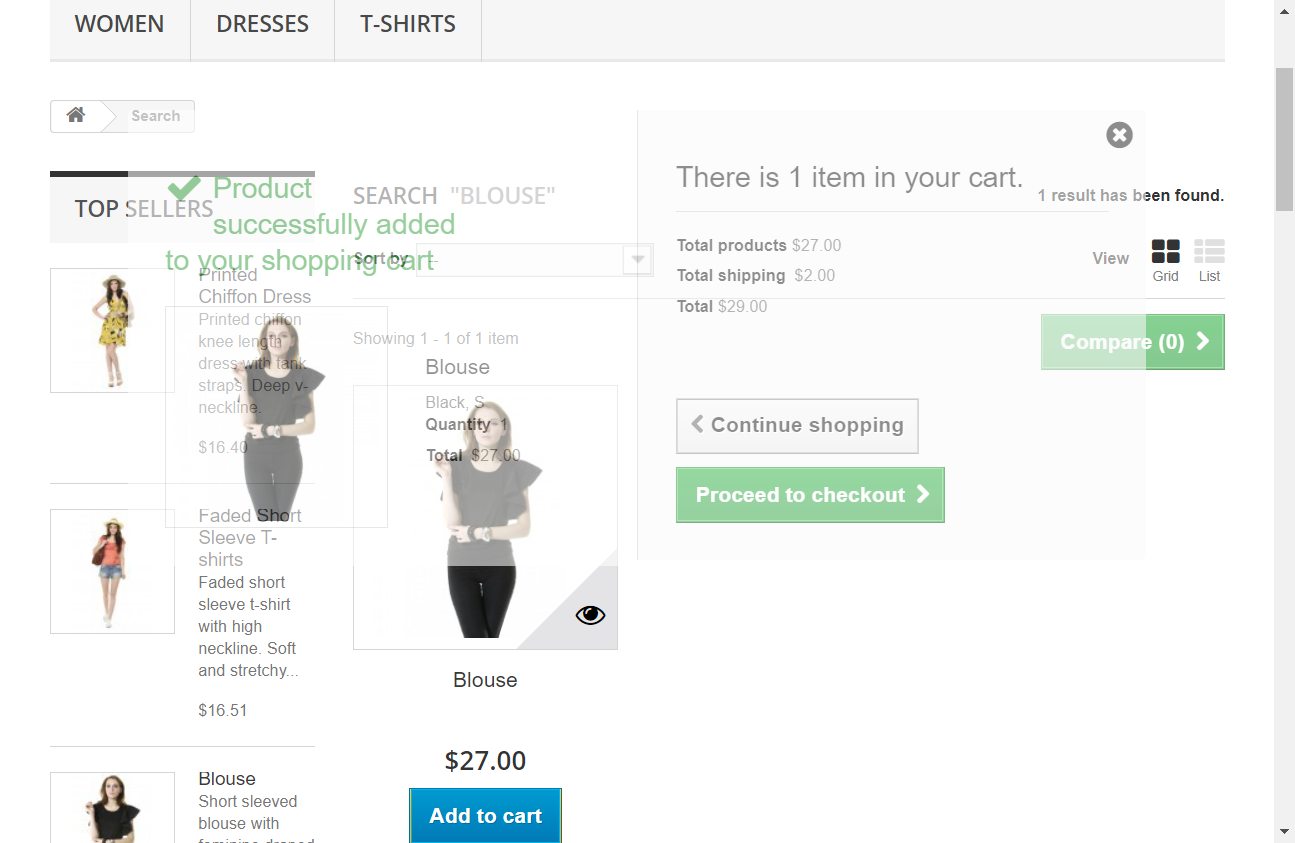 WOMEN
DRESSES
T-SHIRTS
Search
TOP SELLERS
Printed
Chiffon Dress
Printed chiffon
knee length
dress with tank
straps. Deep v-
neckline.
$16.40
Faded Short
Sleeve T-
shirts
Faded short
sleeve t-shirt
with high
neckline. Soft
and stretchy...
$16.51
Blouse
Short sleeved
blouse with
feminine draped
Product
successfully added
to your shopping cart
SEARCH "BLOUSE"
1 result has been found.
Sort by --
View
Grid
List
Showing 1 - 1 of 1 item
Compare (0)
Blouse
Black, S
Quantity 1
Total $27.00
There is 1 item in your cart.
Total products $27.00
Total shipping $2.00
Total $29.00
Continue shopping
Proceed to checkout
Blouse
$27.00
Add to cart